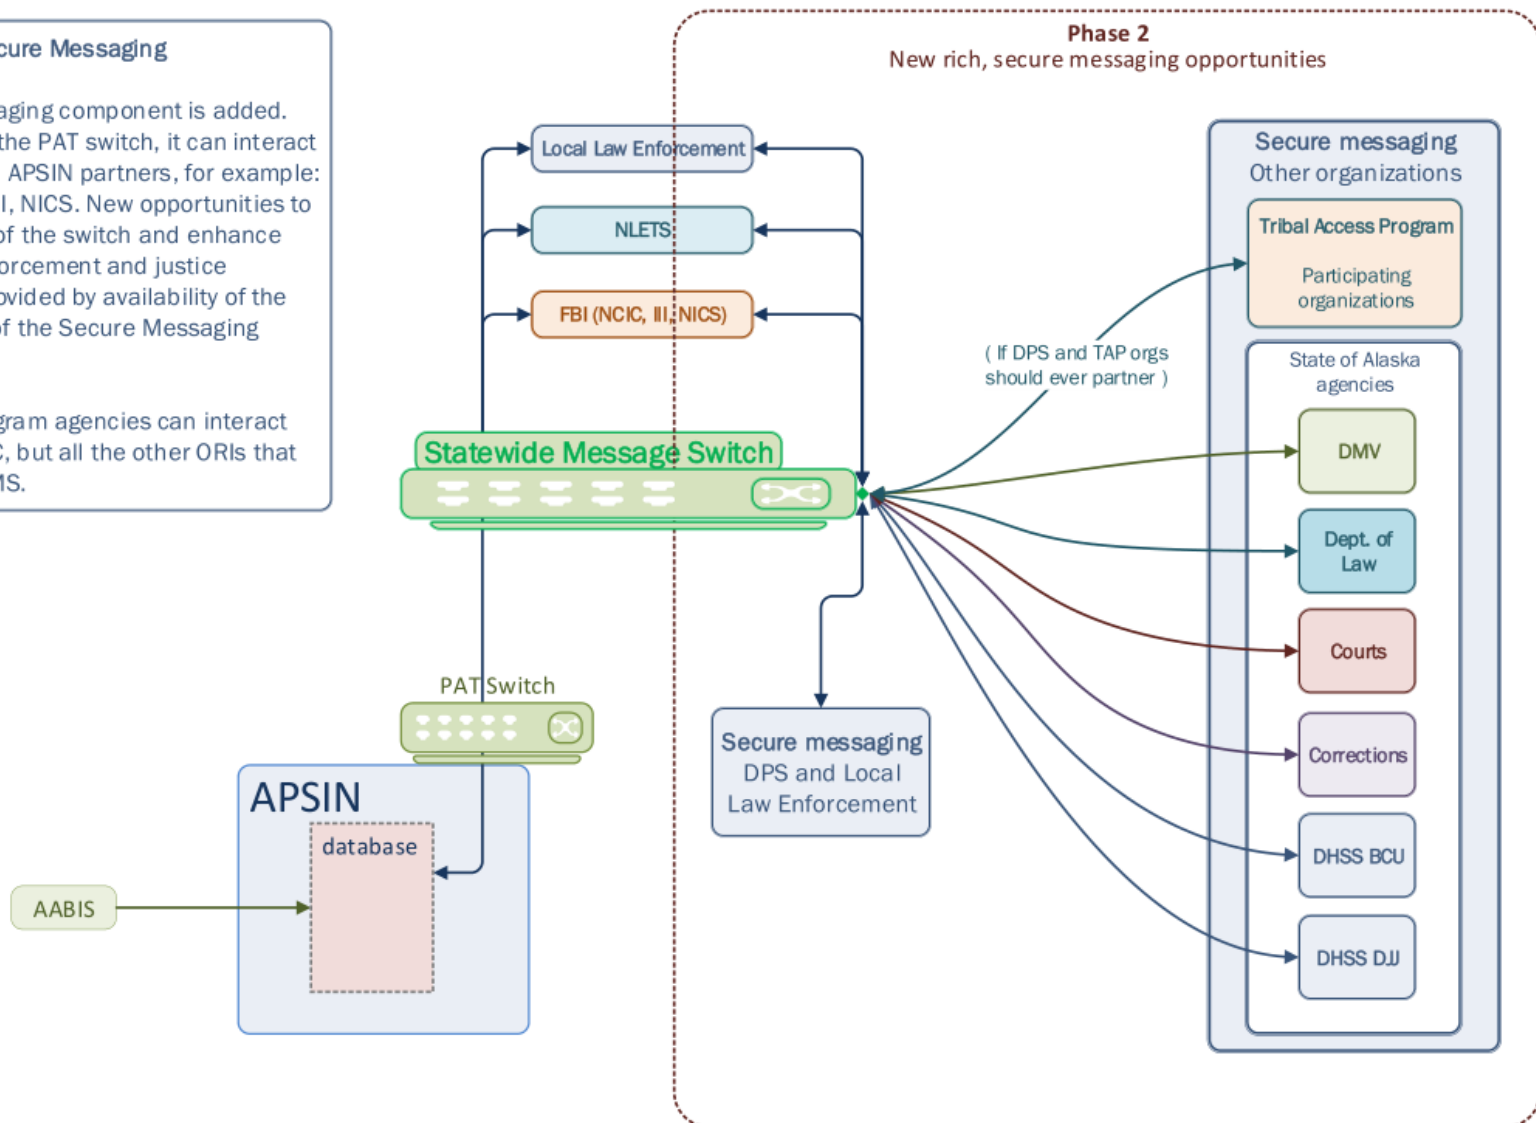 cure Messaging
aging component is added.
the PAT switch, it can interact
APSIN partners, for example:
I, NICS. New opportunities to
of the switch and enhance
orcement and justice
ovided by availability of the
of the Secure Messaging
gram agencies can interact
C, but all the other ORIs that
MS.
Phase 2
New rich, secure messaging opportunities
Local Law Enforcement
NLETS
FBI (NCIC, III, NICS)
Statewide Message Switch
PAT Switch
APSIN
database
AABIS
Secure messaging
DPS and Local
Law Enforcement
( If DPS and TAP orgs
should ever partner )
Secure messaging
Other organizations
Tribal Access Program
Participating
organizations
State of Alaska
agencies
DMV
Dept. of
Law
Courts
Corrections
DHSS BCU
DHSS DJJ